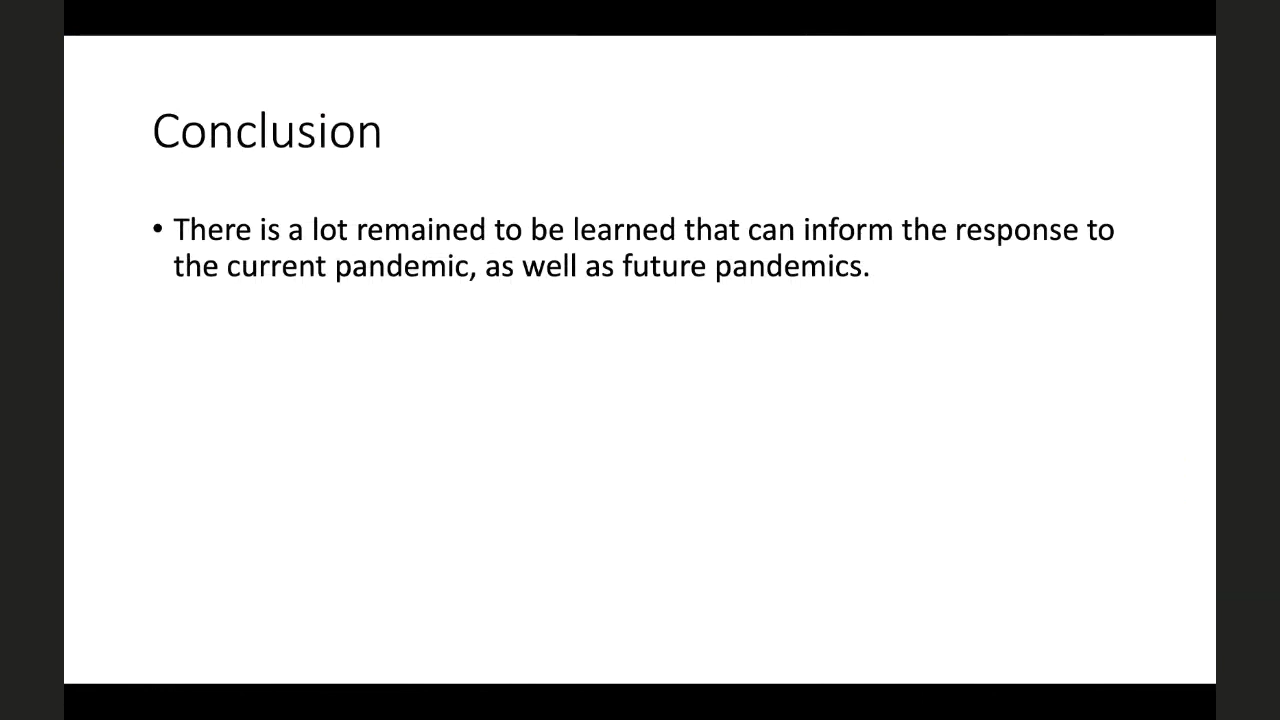 Conclusion
• There is a lot remained to be learned that can inform the response to
the current pandemic, as well as future pandemics.